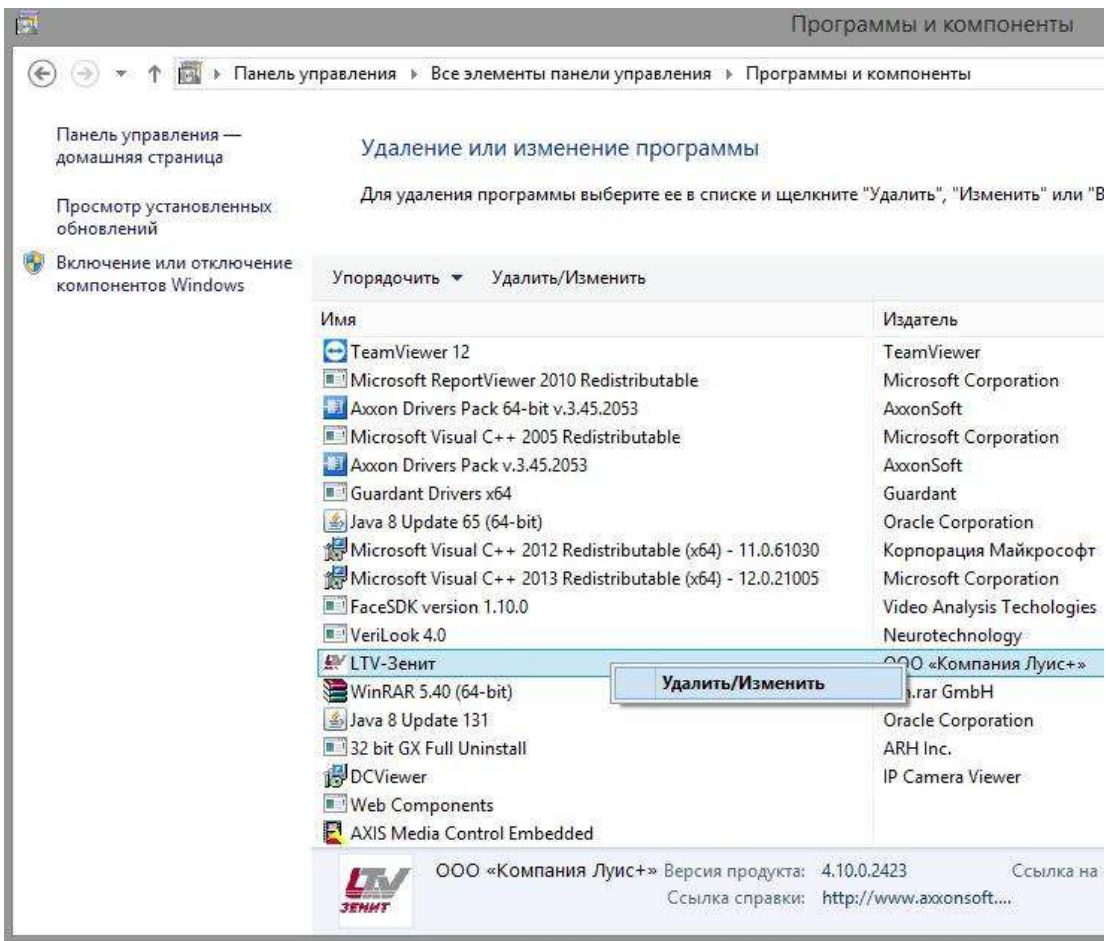 Программы и компоненты
Панель управления Все элементы панели управления Программы и компоненты
Панель управления —
домашняя страница
Просмотр установленных
обновлений
Включение или отключение
компонентов Windows
Удаление или изменение программы
Для удаления программы выберите ее в списке и щелкните "Удалить", "Изменить" или "В
Упорядочить Удалить/Изменить
Имя Издатель
TeamViewer 12 TeamViewer
Microsoft ReportViewer 2010 Redistributable Microsoft Corporation
Axxon Drivers Pack 64-bit v.3.45.2053 AxxonSoft
Microsoft Visual C++ 2005 Redistributable Microsoft Corporation
Axxon Drivers Pack v.3.45.2053 AxxonSoft
Guardant Drivers x64 Guardant
Java 8 Update 65 (64-bit) Oracle Corporation
Microsoft Visual C++ 2012 Redistributable (x64) - 11.0.61030 Корпорация Майкрософт
Microsoft Visual C++ 2013 Redistributable (x64) - 12.0.21005 Microsoft Corporation
FaceSDK version 1.10.0 Video Analysis Techologies
VeriLook 4.0 Neurotechnology
LTV-Зенит ООО «Компания Луис+»
Удалить/Изменить
WinRAR 5.40 (64-bit) .rar GmbH
Java 8 Update 131 Oracle Corporation
32 bit GX Full Uninstall ARH Inc.
DCViewer IP Camera Viewer
Web Components
AXIS Media Control Embedded
LTV
ЗЕНИТ
ООО «Компания Луис+» Версия продукта: 4.10.0.2423 Ссылка на
Ссылка справки: http://www.axxonsoft....